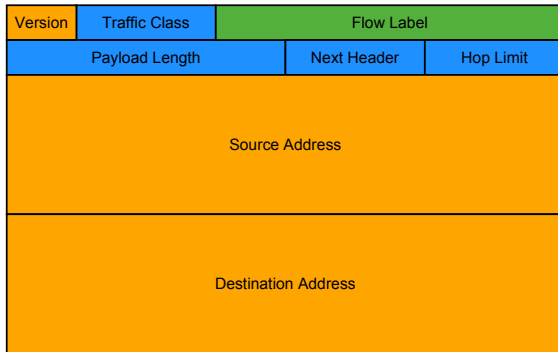 Version Traffic Class Flow Label
Payload Length Next Header Hop Limit
Source Address
Destination Address